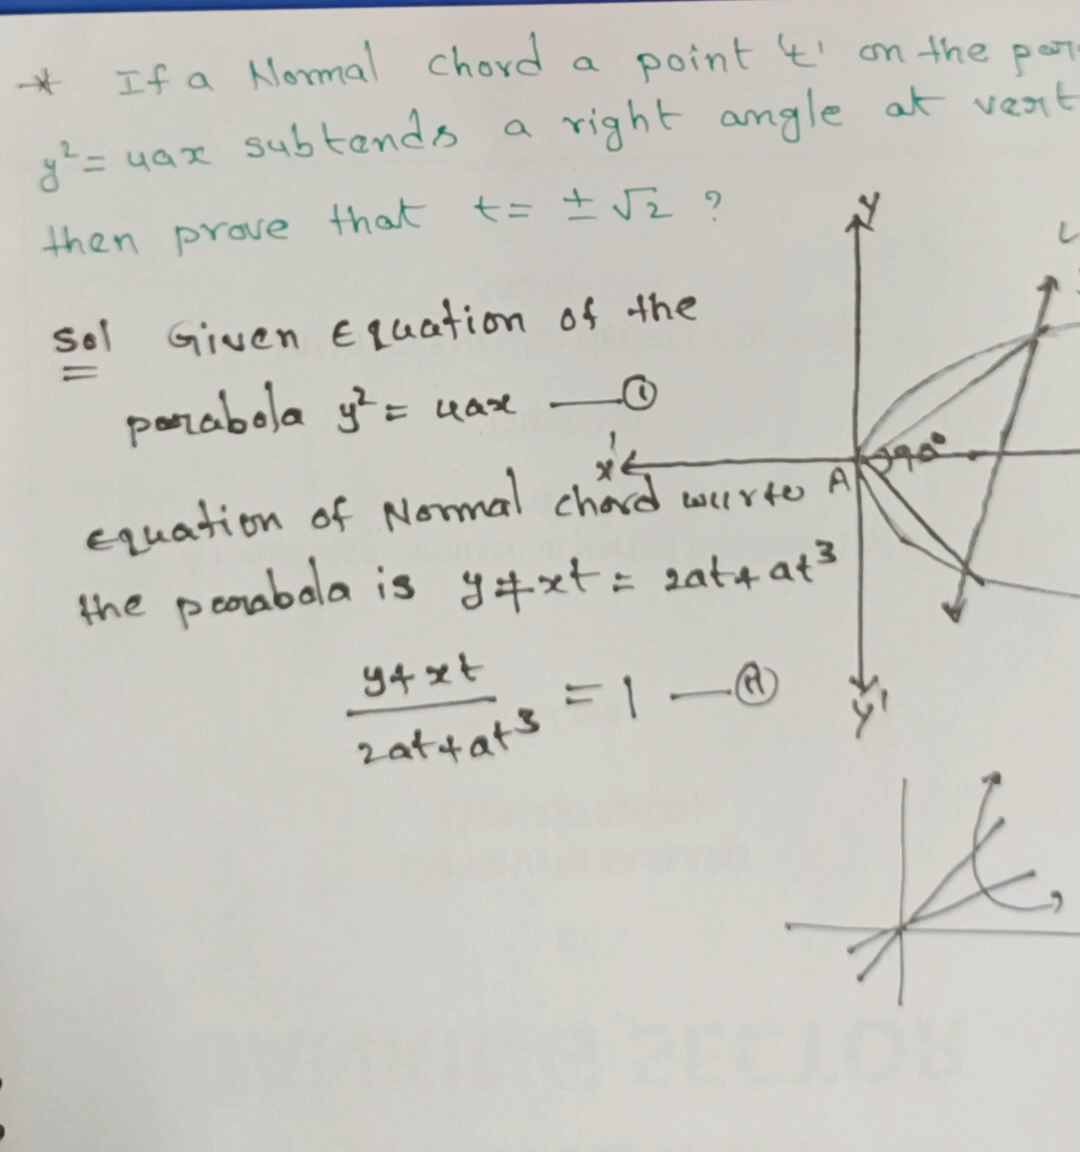 * If a Normal chord a point 't' on the par
y² = 4ax subtends a right angle at vert
then prove that t = ± √2 ?
Sol Given Equation of the
parabola y² = 4ax —①
Equation of Normal chord w.r.to
the parabola is y + xt = 2at + at³
y + xt / 2at + at³ = 1 —Ⓐ
Y
L
x'
A
90°
y'